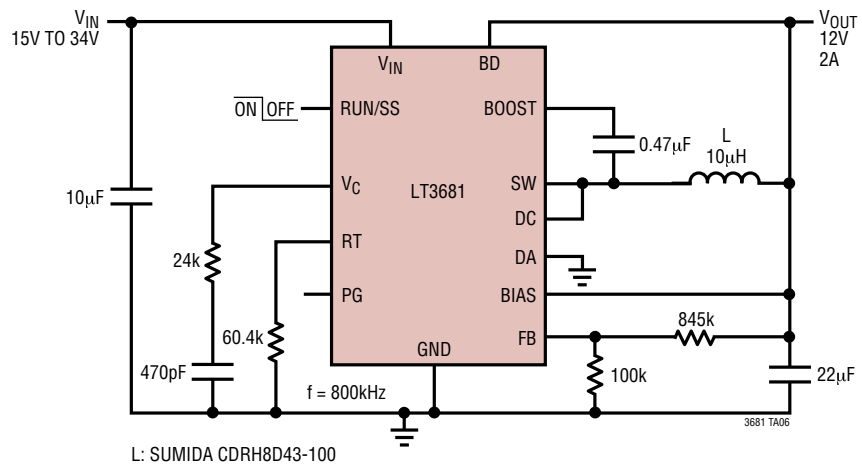 VIN
15V TO 34V
VOUT
12V
2A
VIN
BD
ON OFF
RUN/SS
BOOST
0.47µF
L
10µH
VC
LT3681
SW
DC
10µF
RT
DA
24k
PG
BIAS
845k
60.4k
FB
GND
470pF
f = 800kHz
100k
22µF
3681 TA06
L: SUMIDA CDRH8D43-100